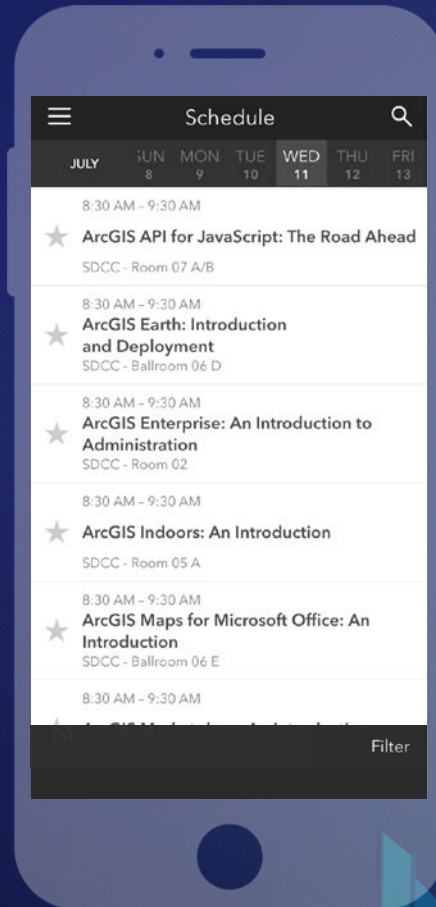 Schedule
JULY SUN MON TUE WED THU FRI
8 9 10 11 12 13
8:30 AM – 9:30 AM
ArcGIS API for JavaScript: The Road Ahead
SDCC - Room 07 A/B
8:30 AM – 9:30 AM
ArcGIS Earth: Introduction
and Deployment
SDCC - Ballroom 06 D
8:30 AM – 9:30 AM
ArcGIS Enterprise: An Introduction to
Administration
SDCC - Room 02
8:30 AM – 9:30 AM
ArcGIS Indoors: An Introduction
SDCC - Room 05 A
8:30 AM – 9:30 AM
ArcGIS Maps for Microsoft Office: An
Introduction
SDCC - Ballroom 06 E
8:30 AM – 9:30 AM
Filter